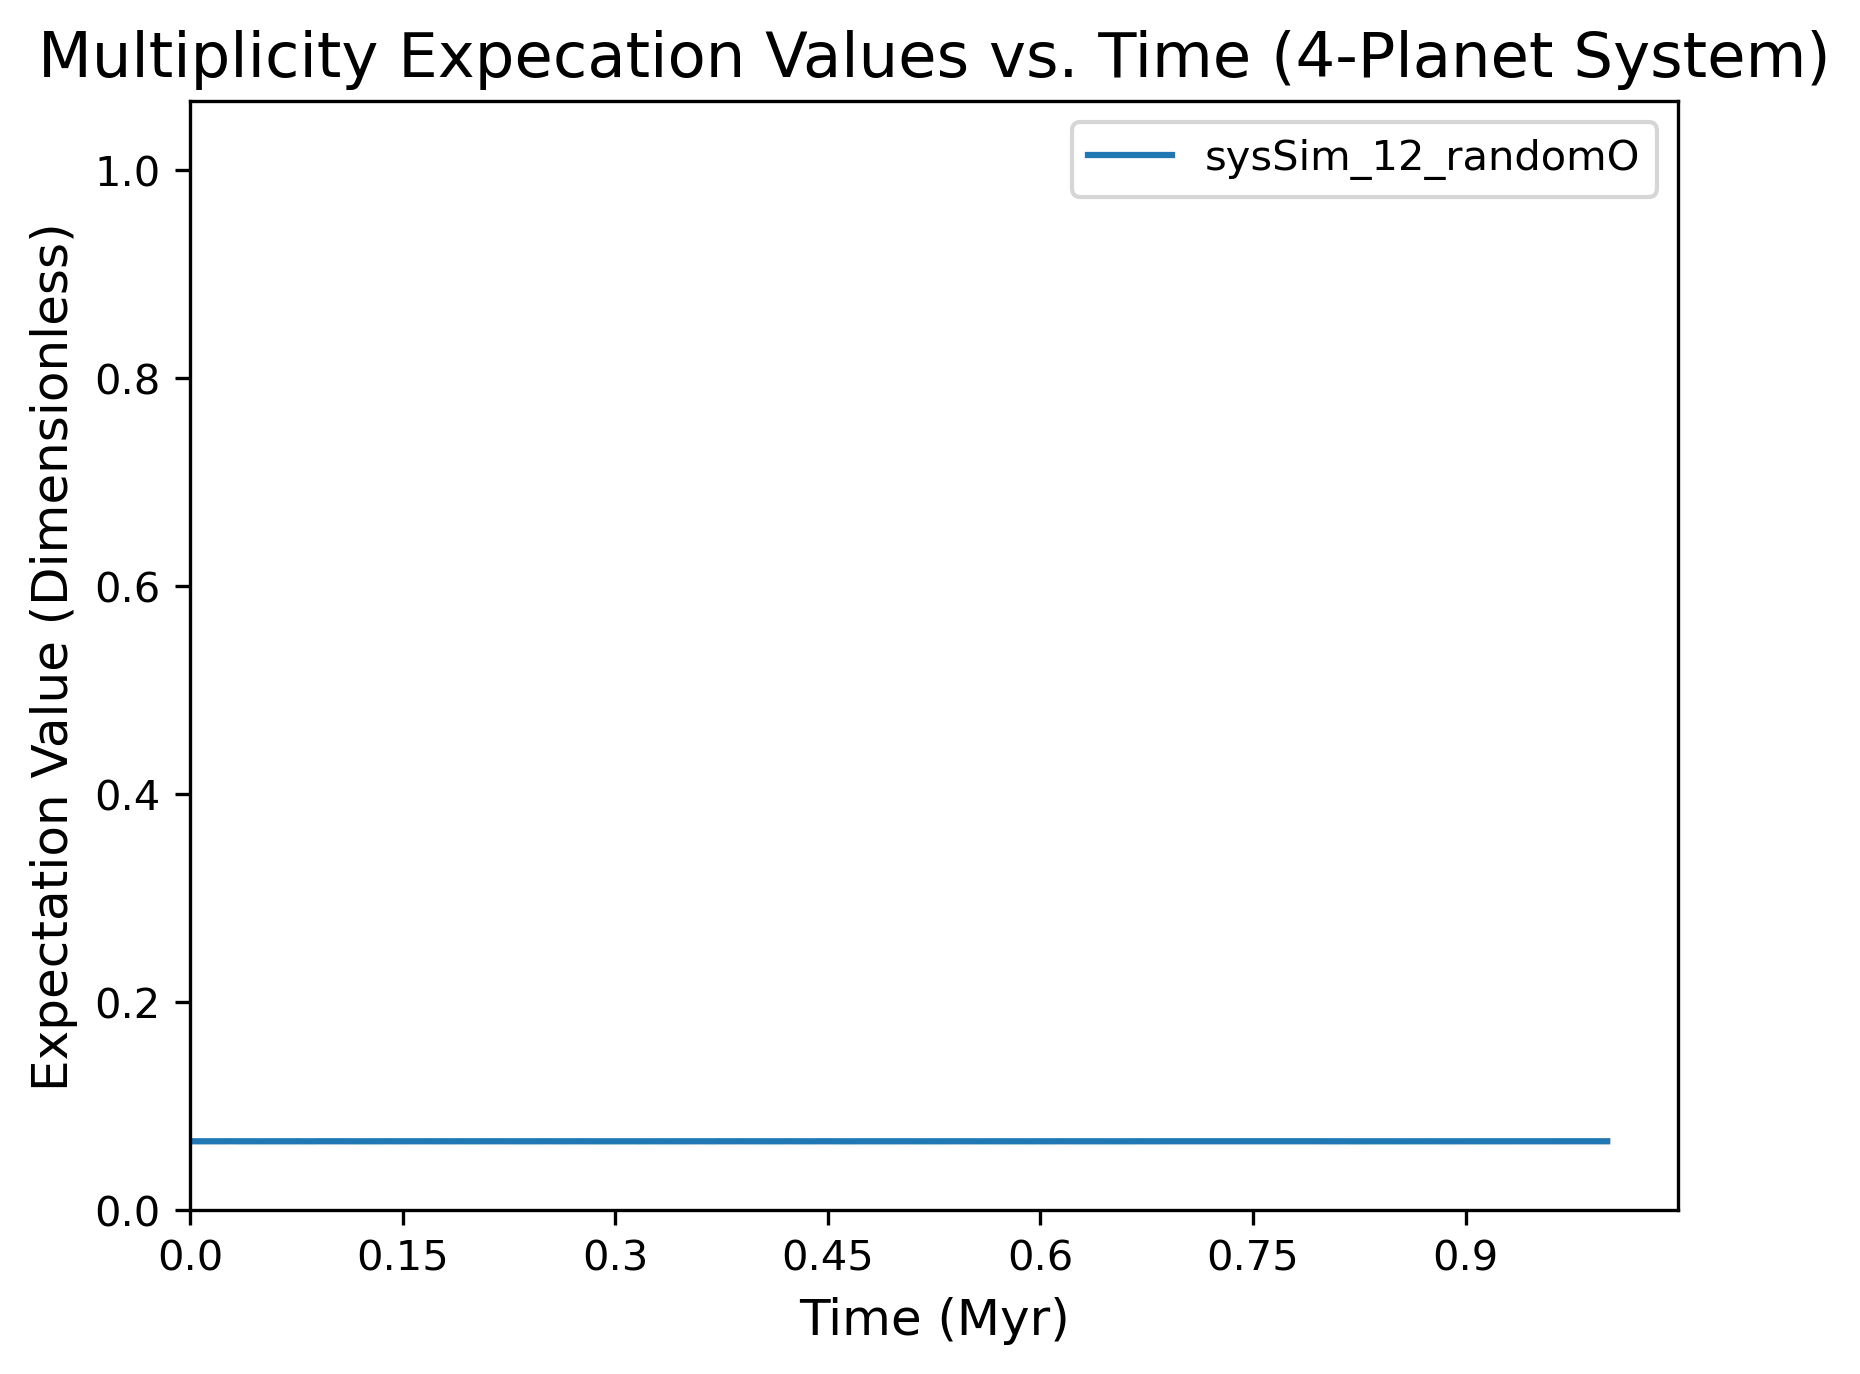 Multiplicity Expecation Values vs. Time (4-Planet System)
sysSim_12_randomO
Expectation Value (Dimensionless)
1.0
0.8
0.6
0.4
0.2
0.0
0.0 0.15 0.3 0.45 0.6 0.75 0.9
Time (Myr)